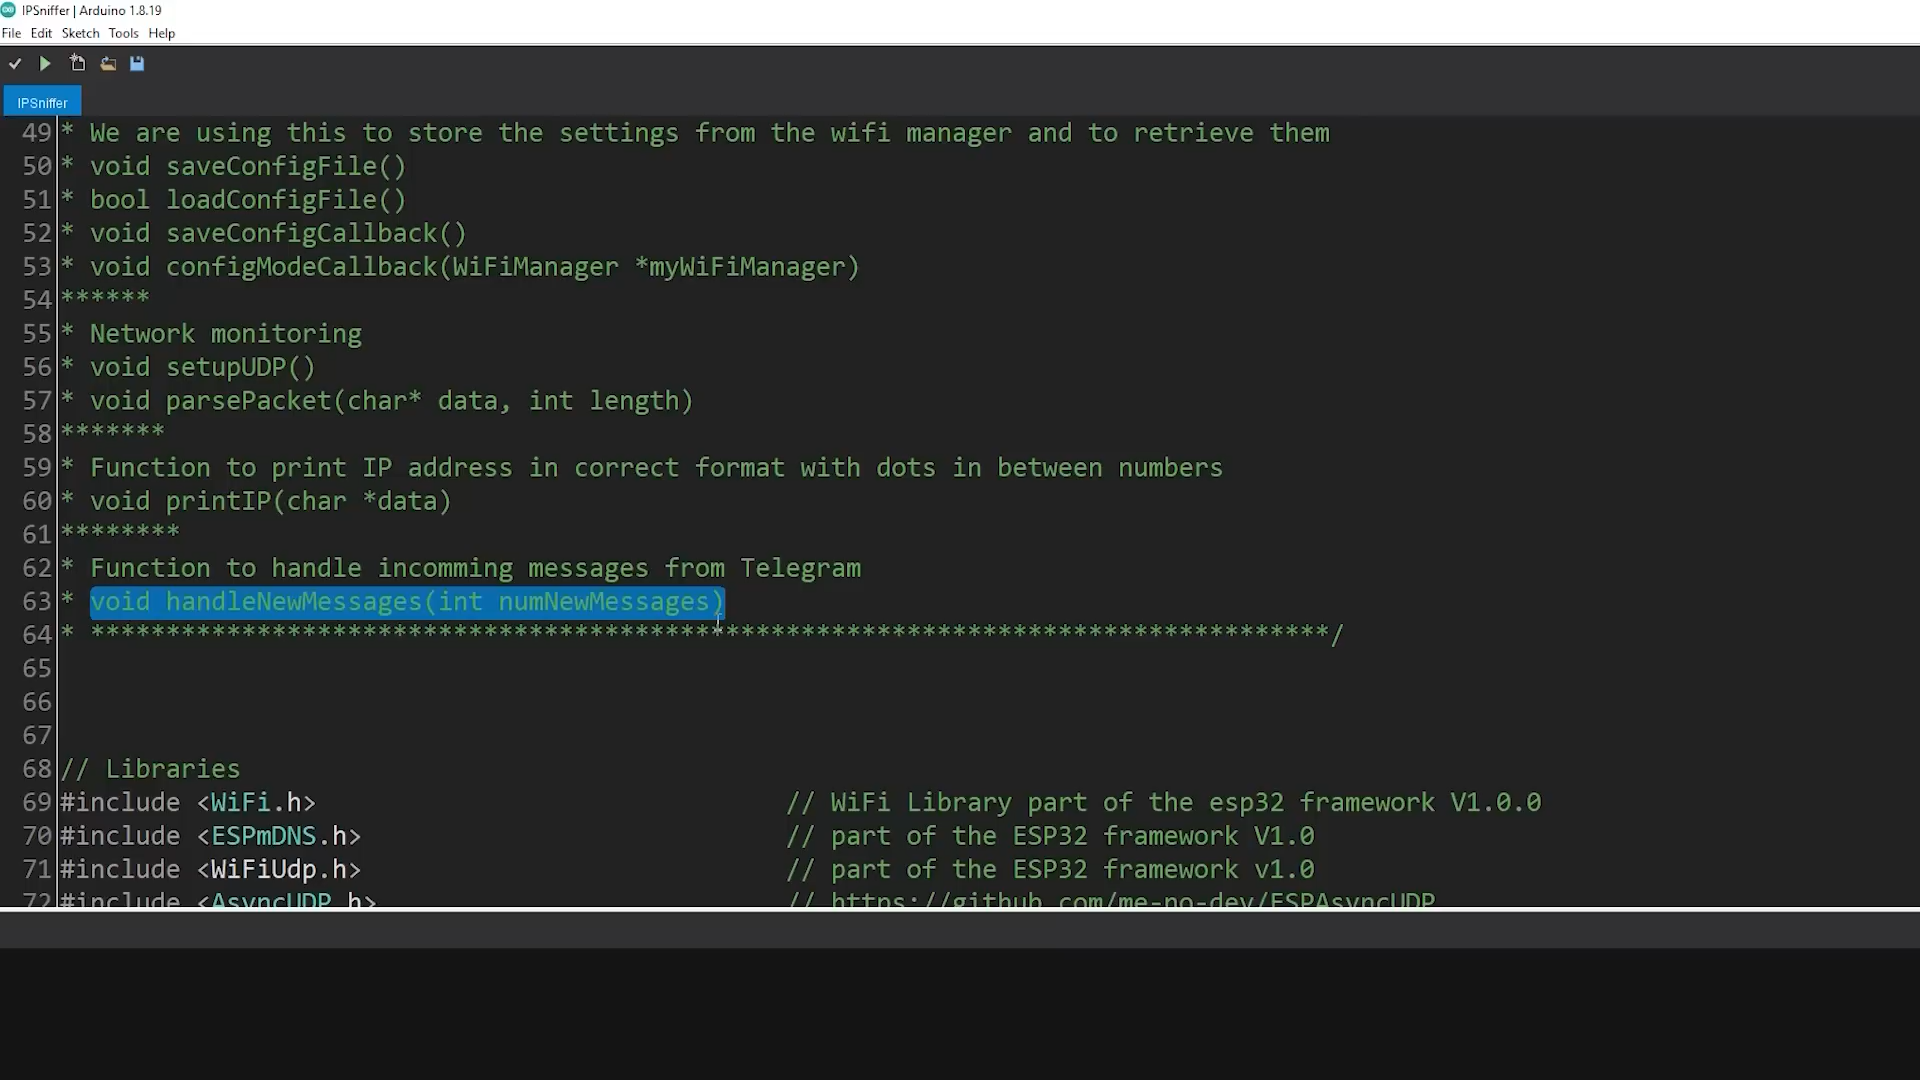 IPSniffer | Arduino 1.8.19
File Edit Sketch Tools Help
IPSniffer
49 * We are using this to store the settings from the wifi manager and to retrieve them
50 * void saveConfigFile()
51 * bool loadConfigFile()
52 * void saveConfigCallback()
53 * void configModeCallback(WiFiManager *myWiFiManager)
54 ******
55 * Network monitoring
56 * void setupUDP()
57 * void parsePacket(char* data, int length)
58 *******
59 * Function to print IP address in correct format with dots in between numbers
60 * void printIP(char *data)
61 ********
62 * Function to handle incomming messages from Telegram
63 * void handleNewMessages(int numNewMessages)
64 * **********************************************************************************/
65
66
67
68 // Libraries
69 #include <WiFi.h> // WiFi Library part of the esp32 framework V1.0.0
70 #include <ESPmDNS.h> // part of the ESP32 framework V1.0
71 #include <WiFiUdp.h> // part of the ESP32 framework v1.0
72 #include <AsyncUDP.h> // https://github.com/me-no-dev/ESPAsyncUDP